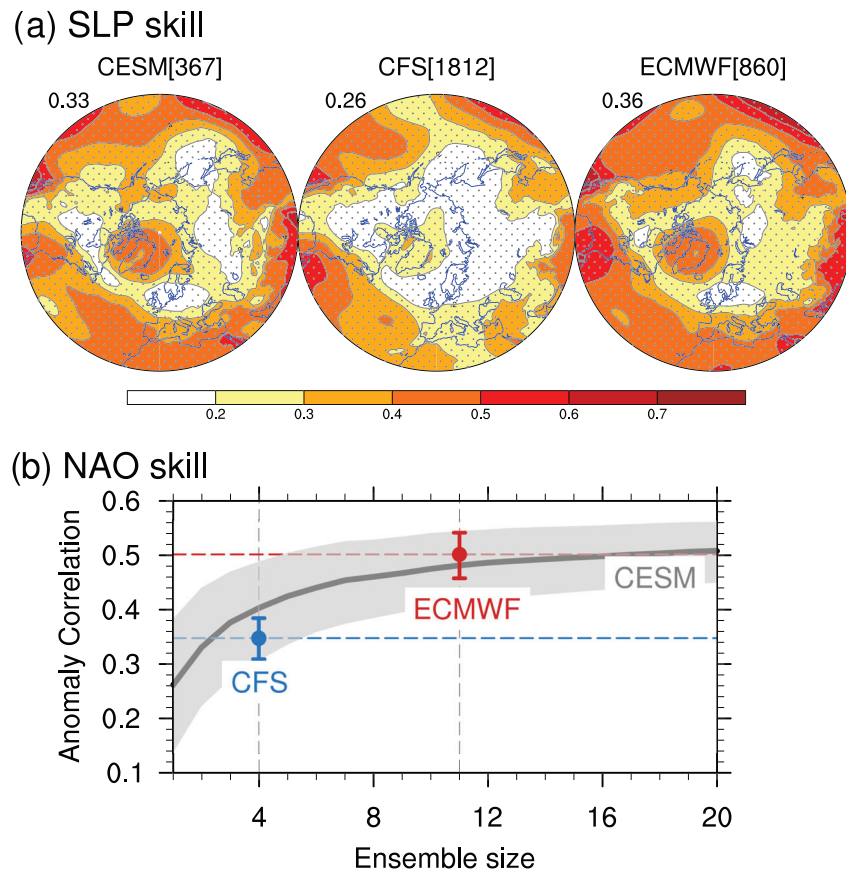 (a) SLP skill
CESM[367] CFS[1812] ECMWF[860]
0.33 0.26 0.36
0.2 0.3 0.4 0.5 0.6 0.7
(b) NAO skill
0.6
0.5
0.4
0.3
0.2
0.1
Anomaly Correlation
CESM
ECMWF
CFS
4 8 12 16 20
Ensemble size